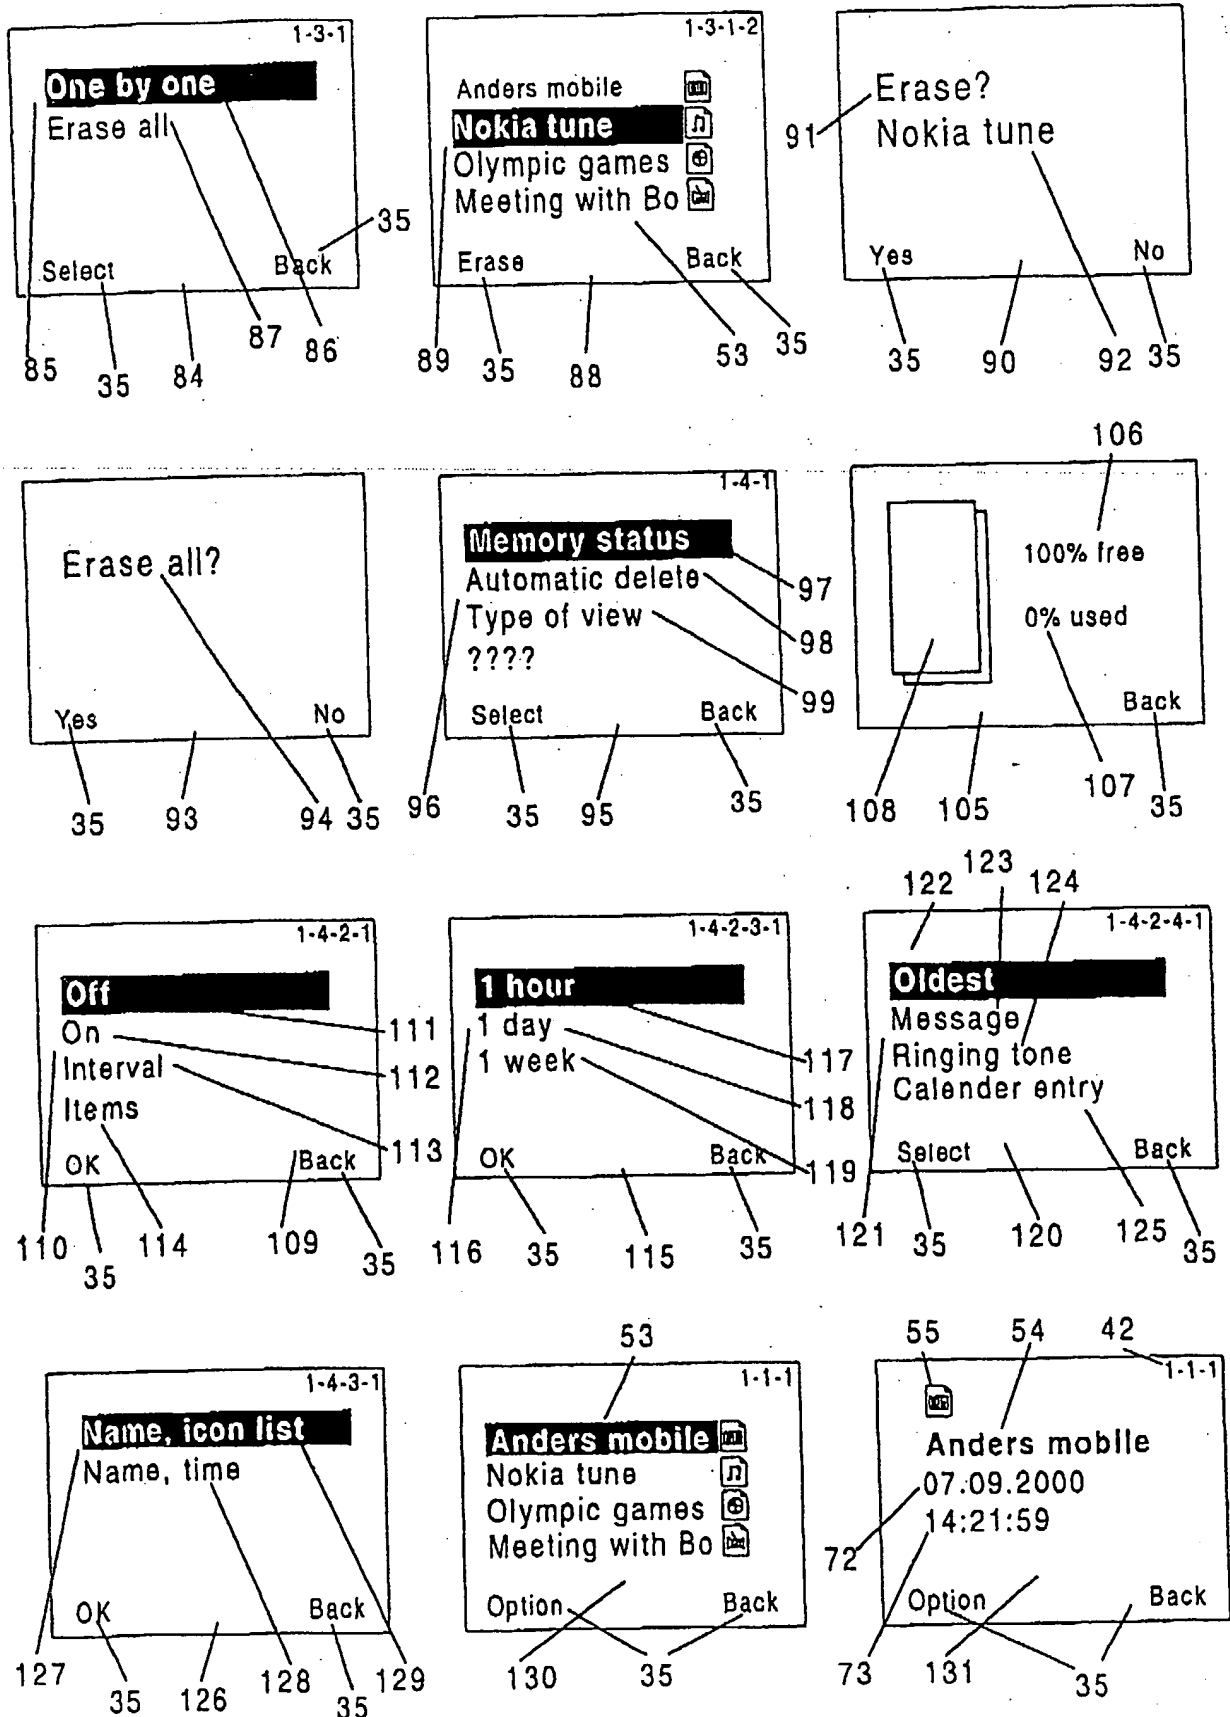 1-3-1
One by one
Erase all
Select Back
35
85 35 84 87 86
1-3-1-2
Anders mobile
Nokia tune
Olympic games
Meeting with Bo
Erase Back
89 35 88 53 35
Erase?
Nokia tune
91
Yes No
35 90 92 35
Erase all?
Yes No
35 93 94 35
1-4-1
Memory status
Automatic delete
Type of view
????
Select Back
97
98
99
96 35 95 35
106
100% free
0% used
Back
108 105 107 35
1-4-2-1
Off
On
Interval
Items
OK Back
111
112
113
110 35 114 109 35
1-4-2-3-1
1 hour
1 day
1 week
OK Back
117
118
119
116 35 115 35
122 123 124
1-4-2-4-1
Oldest
Message
Ringing tone
Calender entry
Select Back
121 35 120 125 35
1-4-3-1
Name, icon list
Name, time
OK Back
127 35 126 128 35 129
53
1-1-1
Anders mobile
Nokia tune
Olympic games
Meeting with Bo
Option Back
130 35
55 54 42
1-1-1
Anders mobile
07.09.2000
14:21:59
72
Option Back
73 131 35